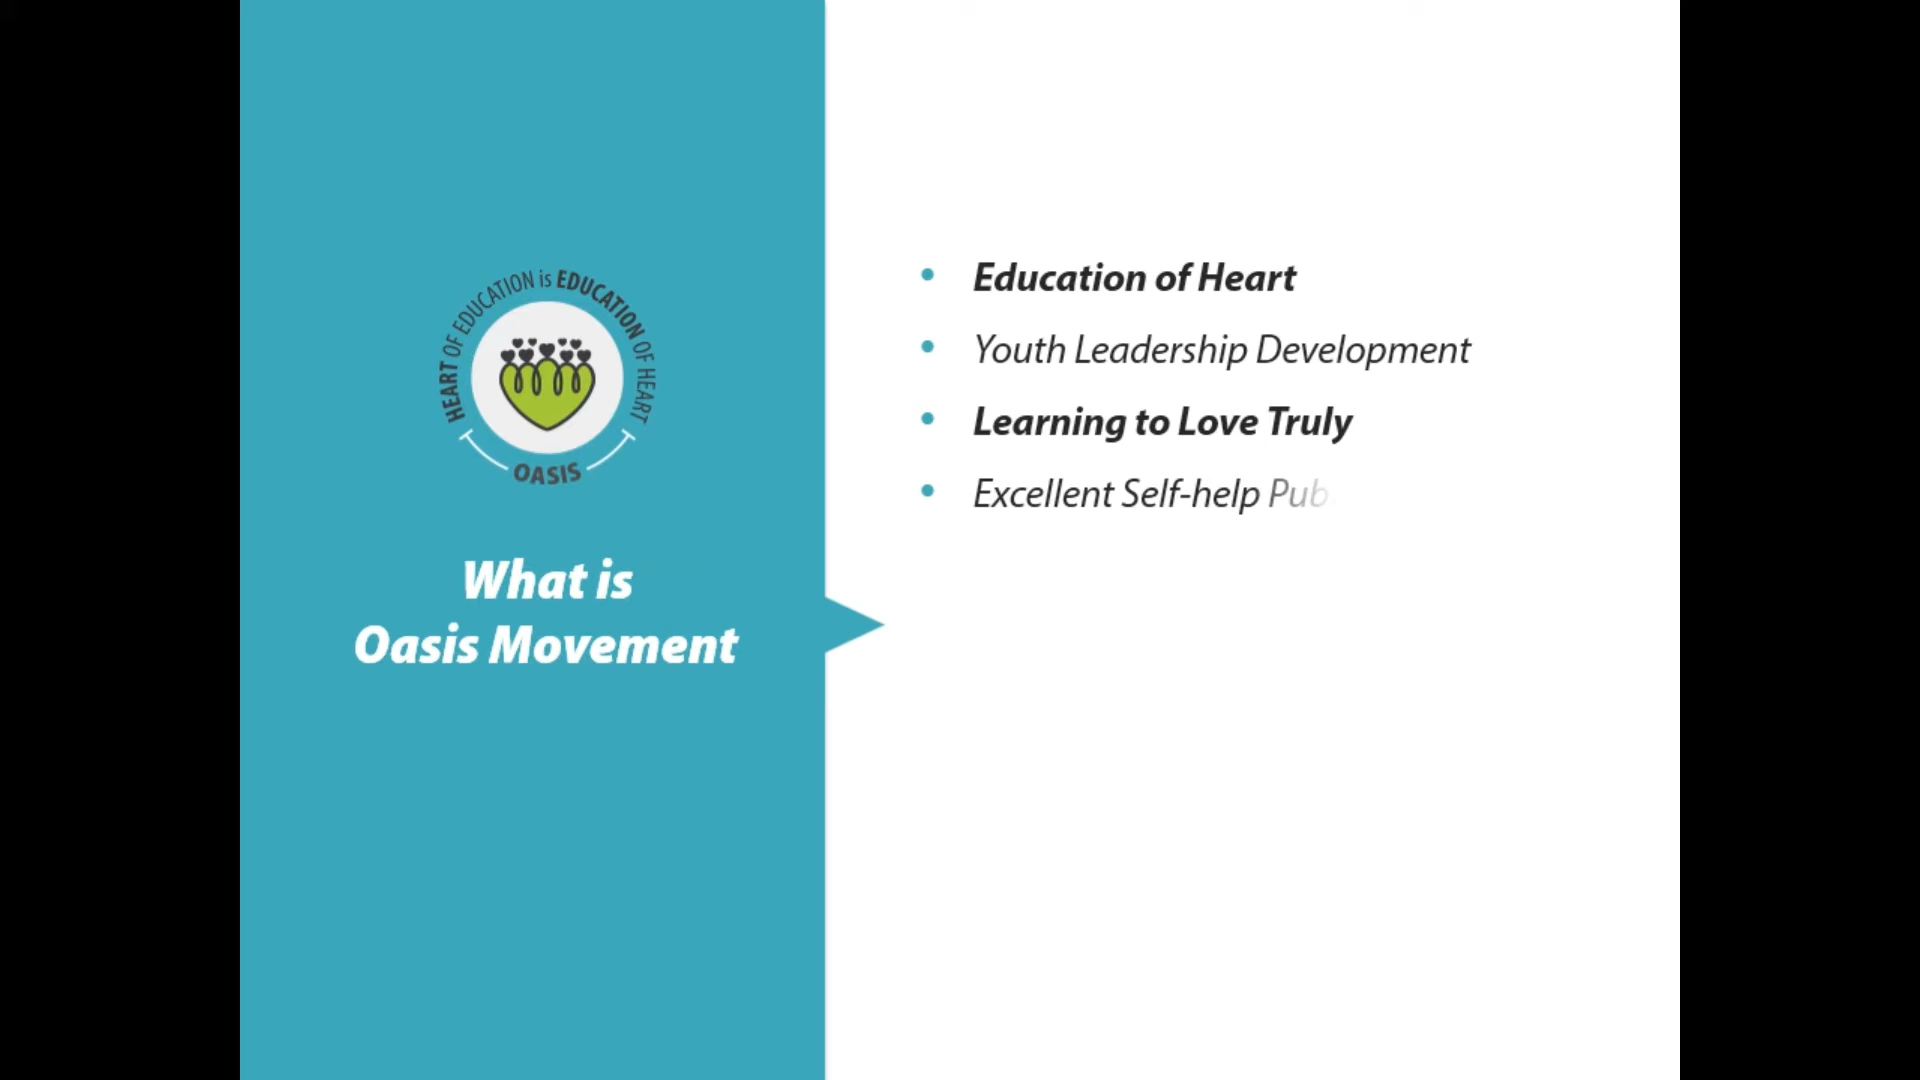 HEART OF EDUCATION is EDUCATION OF HEART
OASIS
What is
Oasis Movement
• Education of Heart
• Youth Leadership Development
• Learning to Love Truly
• Excellent Self-help Pub